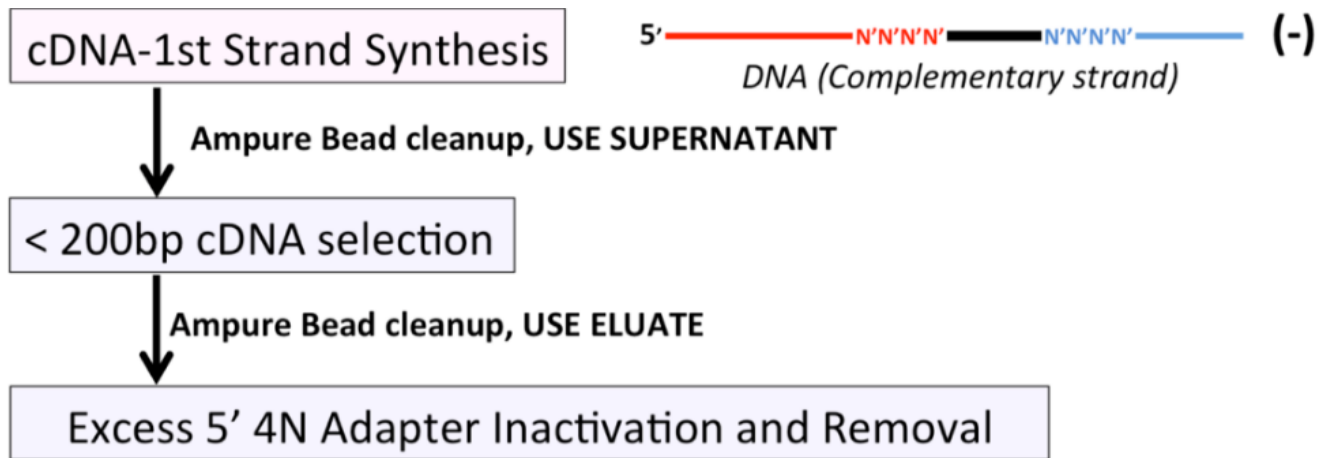 cDNA-1st Strand Synthesis
5′ N’N’N’N’ N’N’N’N’ (-)
DNA (Complementary strand)
Ampure Bead cleanup, USE SUPERNATANT
< 200bp cDNA selection
Ampure Bead cleanup, USE ELUATE
Excess 5′ 4N Adapter Inactivation and Removal